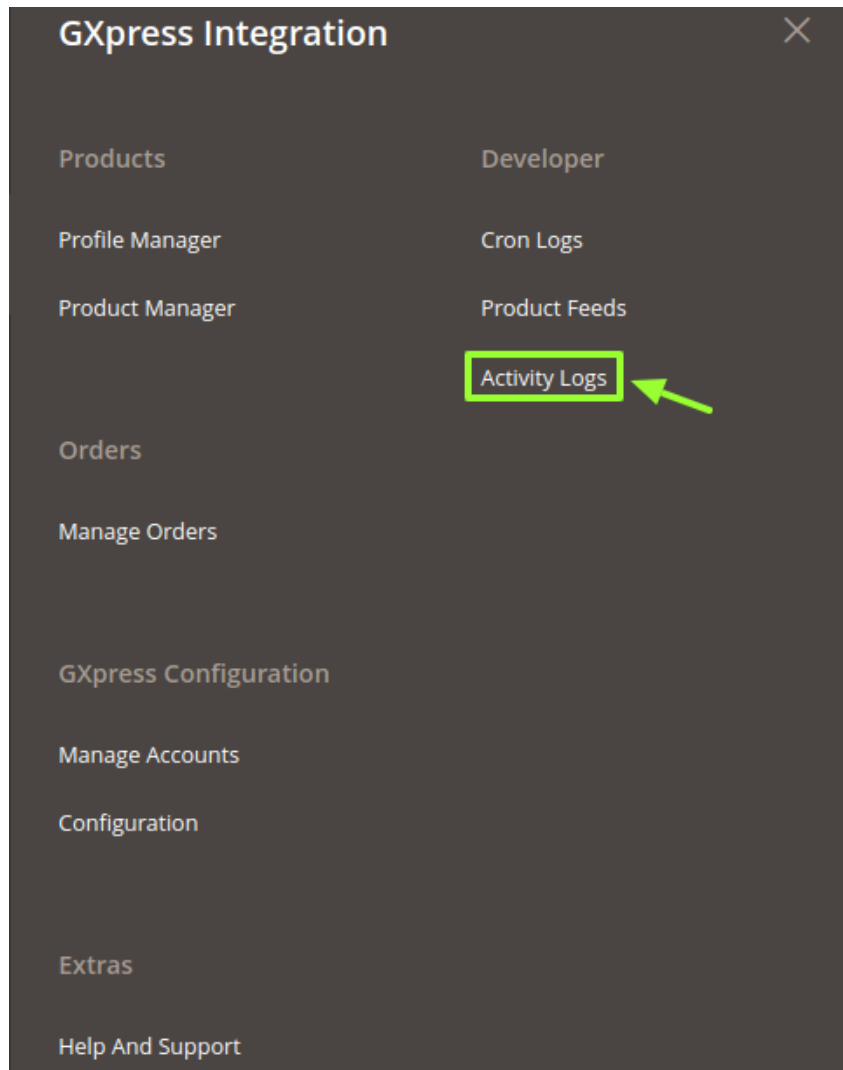 GXpress Integration
Products
Profile Manager
Product Manager
Developer
Cron Logs
Product Feeds
Activity Logs
Orders
Manage Orders
GXpress Configuration
Manage Accounts
Configuration
Extras
Help And Support